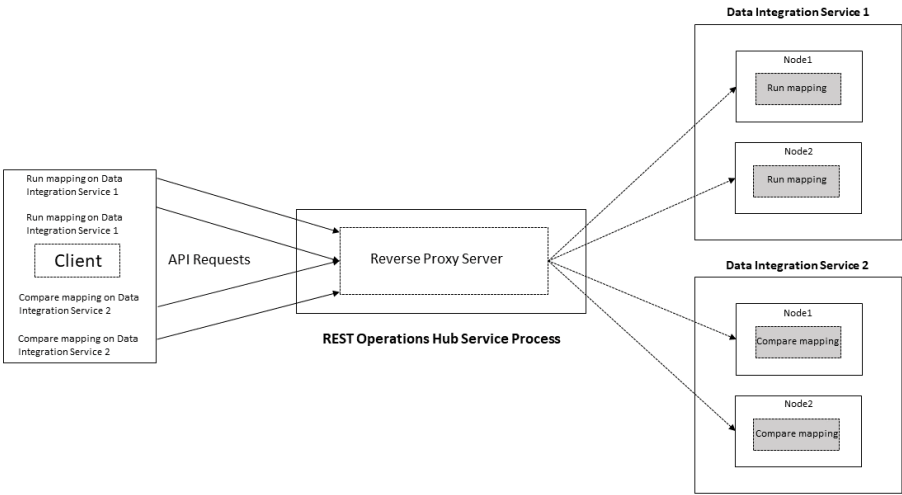 Run mapping on Data
Integration Service 1
Run mapping on Data
Integration Service 1
Client
Compare mapping on Data
Integration Service 2
Compare mapping on Data
Integration Service 2
API Requests
Reverse Proxy Server
REST Operations Hub Service Process
Data Integration Service 1
Node1
Run mapping
Node2
Run mapping
Data Integration Service 2
Node1
Compare mapping
Node2
Compare mapping